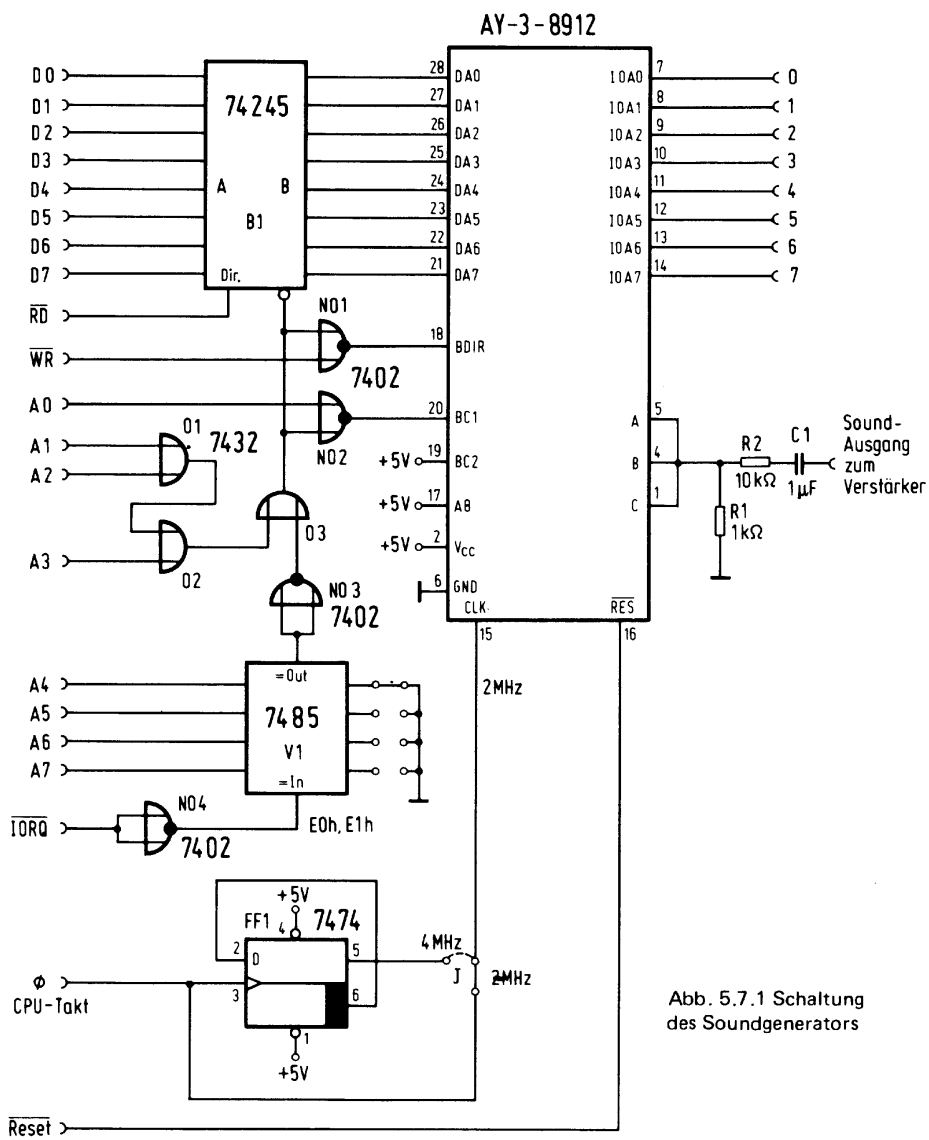 AY-3-8912
D0
D1
D2
D3
D4
D5
D6
D7
R̅D̅
W̅R̅
A0
A1
A2
A3
A4
A5
A6
A7
I̅O̅R̅Q̅
ø
CPU-Takt
R̅e̅s̅e̅t̅
74245
A B
B1
Dir.
NO1
7402
NO2
O1
7432
O2
O3
NO3
7402
=Out
7485
V1
=In
NO4
7402
E0h, E1h
+5V
FF1 4 7474
2 D 5
3 6
1
+5V
4MHz
J 2MHz
2MHz
28 DA0
27 DA1
26 DA2
25 DA3
24 DA4
23 DA5
22 DA6
21 DA7
18 BDIR
20 BC1
+5V 19 BC2
+5V 17 A8
+5V 2 VCC
6 GND
CLK
15
R̅E̅S̅
16
IOA0 7 0
IOA1 8 1
IOA2 9 2
IOA3 10 3
IOA4 11 4
IOA5 12 5
IOA6 13 6
IOA7 14 7
A 5
B 4
C 1
R2
10kΩ
C1
1µF
R1
1kΩ
Sound-
Ausgang
zum
Verstärker
Abb. 5.7.1 Schaltung
des Soundgenerators